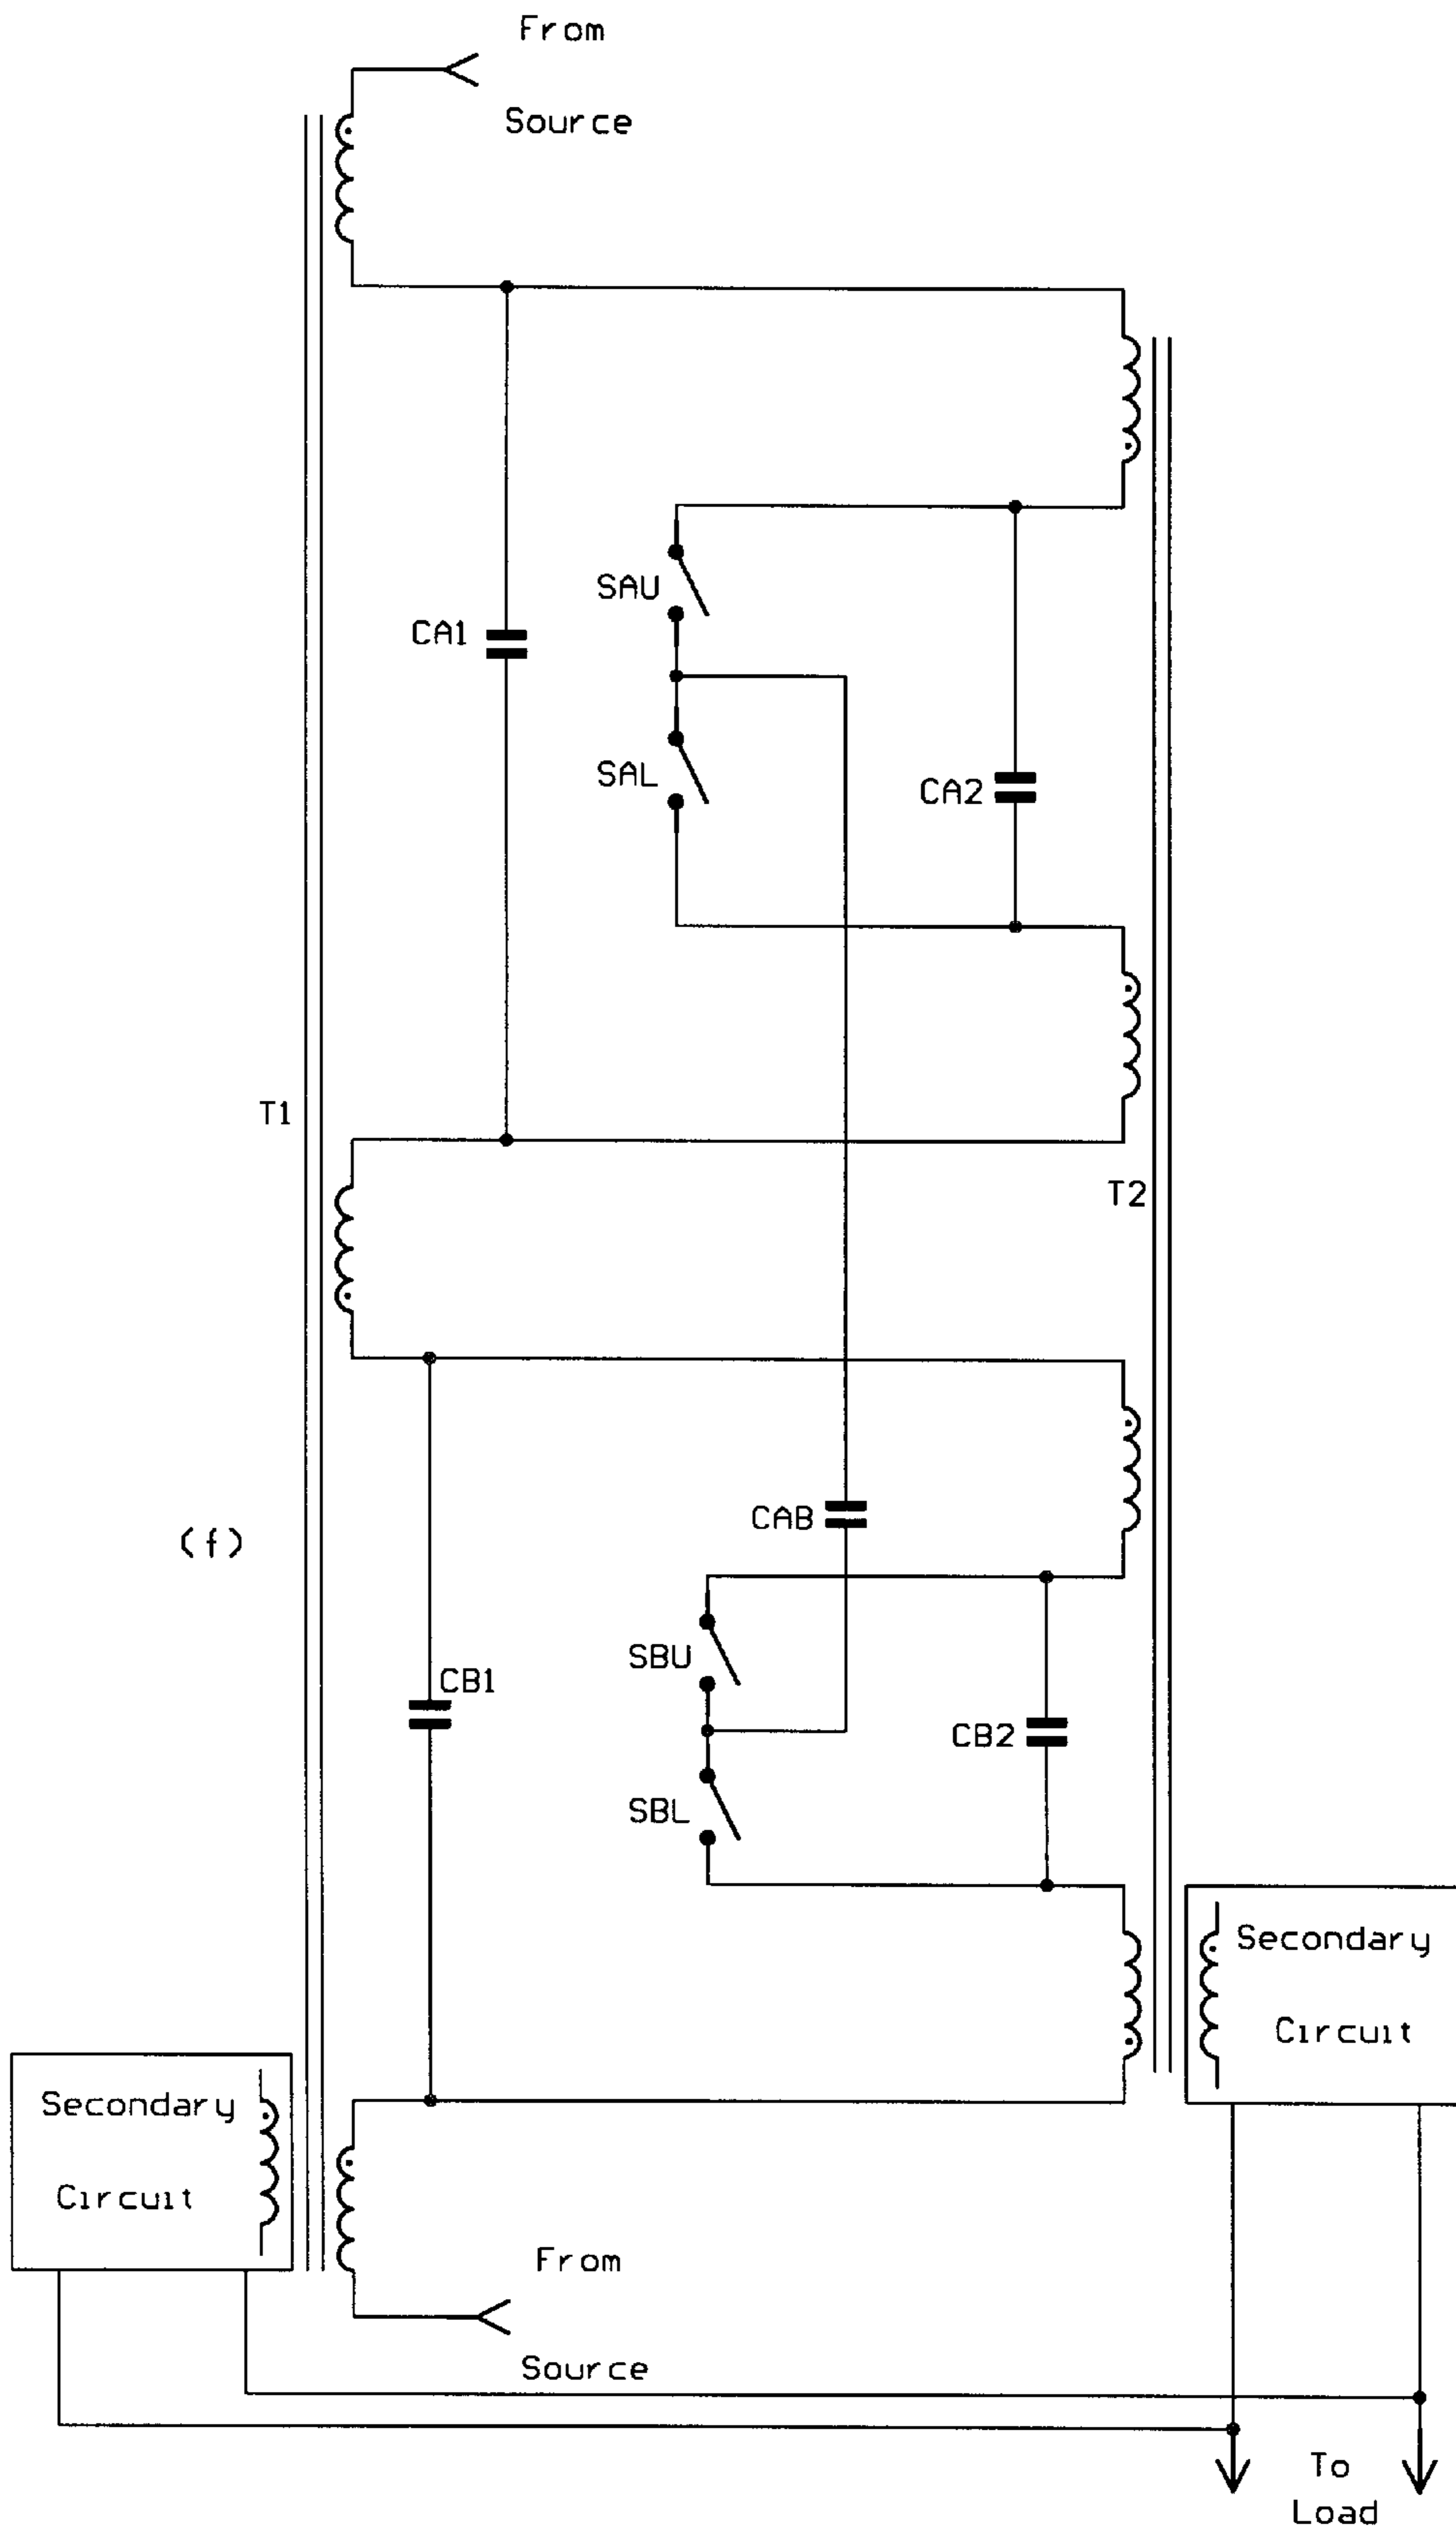 From
Source
SAU
CA1
SAL
CA2
T1
T2
CAB
(f)
SBU
CB1
CB2
SBL
Secondary
Circuit
Secondary
Circuit
From
Source
To
Load